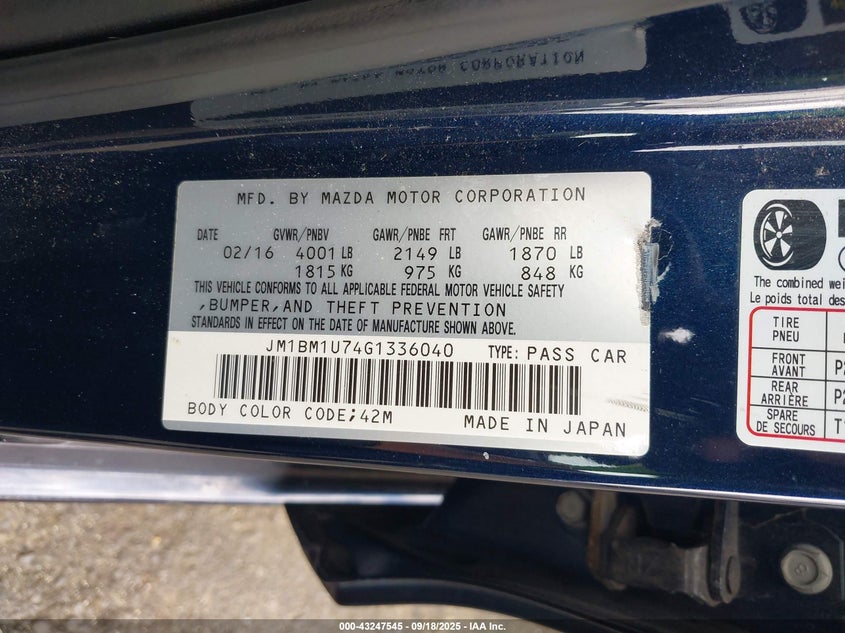 MFD. BY MAZDA MOTOR CORPORATION
DATE GVWR/PNBV GAWR/PNBE FRT GAWR/PNBE RR
02/16 4001 LB 2149 LB 1870 LB
1815 KG 975 KG 848 KG
THIS VEHICLE CONFORMS TO ALL APPLICABLE FEDERAL MOTOR VEHICLE SAFETY
,BUMPER,AND THEFT PREVENTION
STANDARDS IN EFFECT ON THE DATE OF MANUFACTURE SHOWN ABOVE.
JM1BM1U74G1336040 TYPE: PASS CAR
BODY COLOR CODE;42M MADE IN JAPAN
The combined wei
Le poids total des
TIRE
PNEU
FRONT
AVANT
P2
REAR
ARRIÈRE
P2
SPARE
DE SECOURS
T1
000-43247545 - 09/18/2025 - IAA Inc.